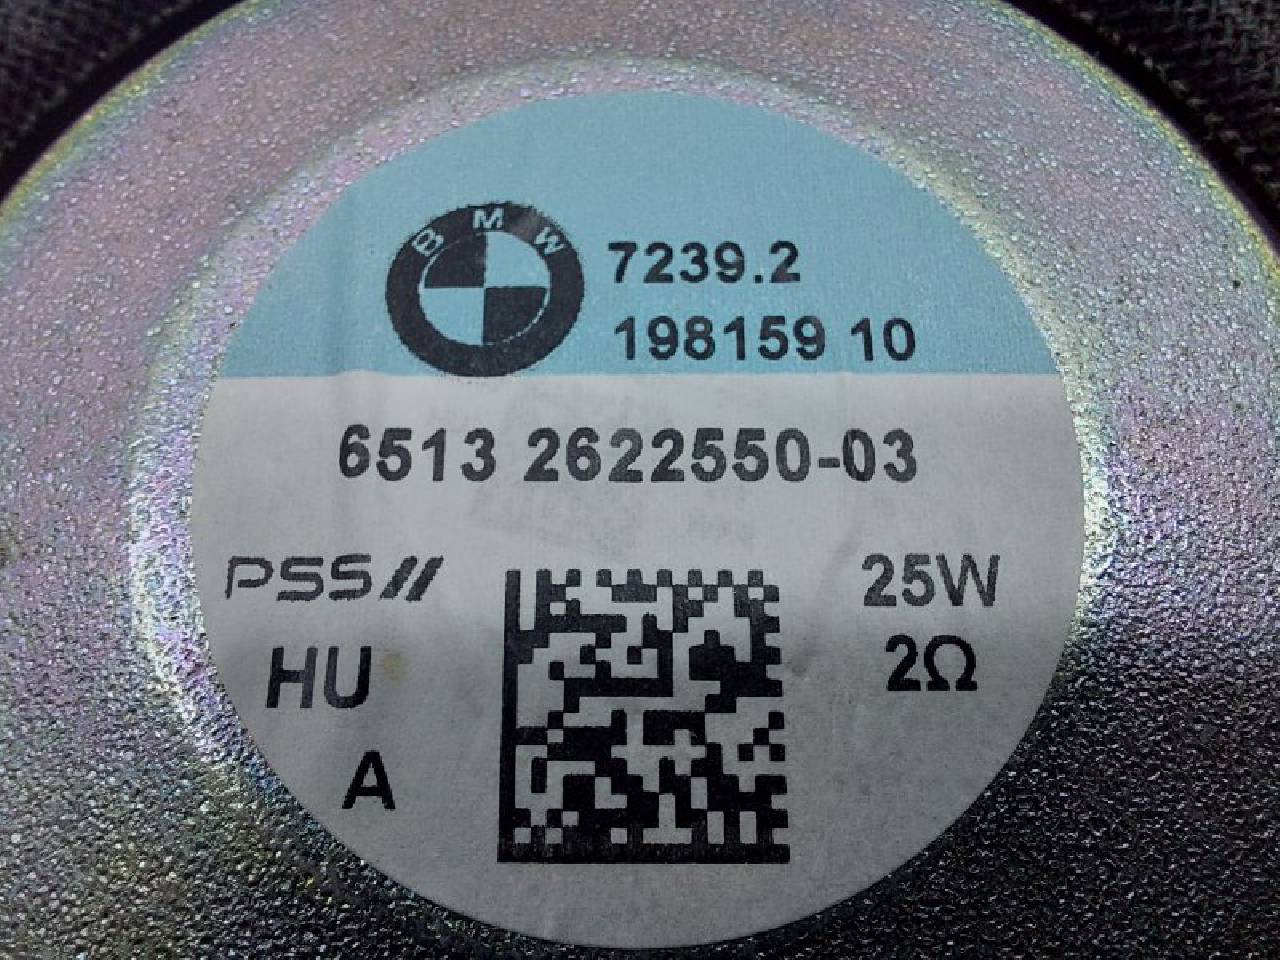 BMW
7239.2
198159 10
6513 2622550-03
PSS//
25W
HU
2Ω
A